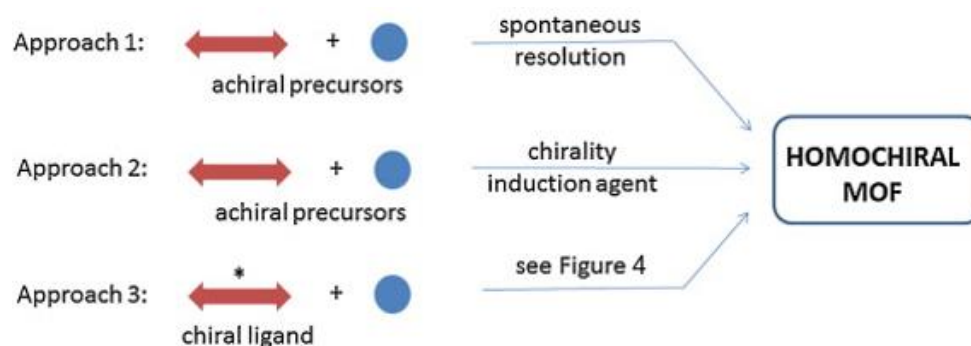 Approach 1: + spontaneous
resolution
achiral precursors
Approach 2: + chirality
induction agent
achiral precursors
HOMOCHIRAL
MOF
*
Approach 3: + see Figure 4
chiral ligand